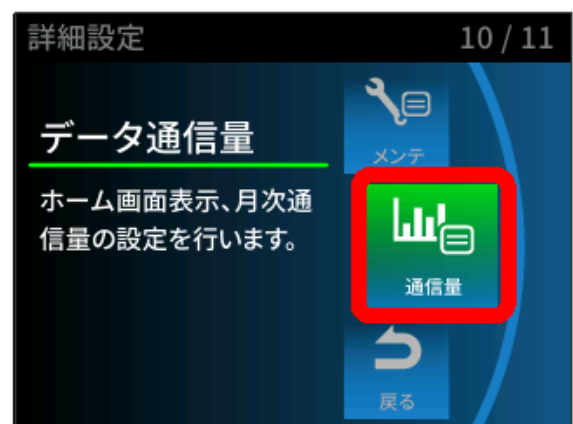 詳細設定
10 / 11
データ通信量
ホーム画面表示、月次通
信量の設定を行います。
メンテ
通信量
戻る